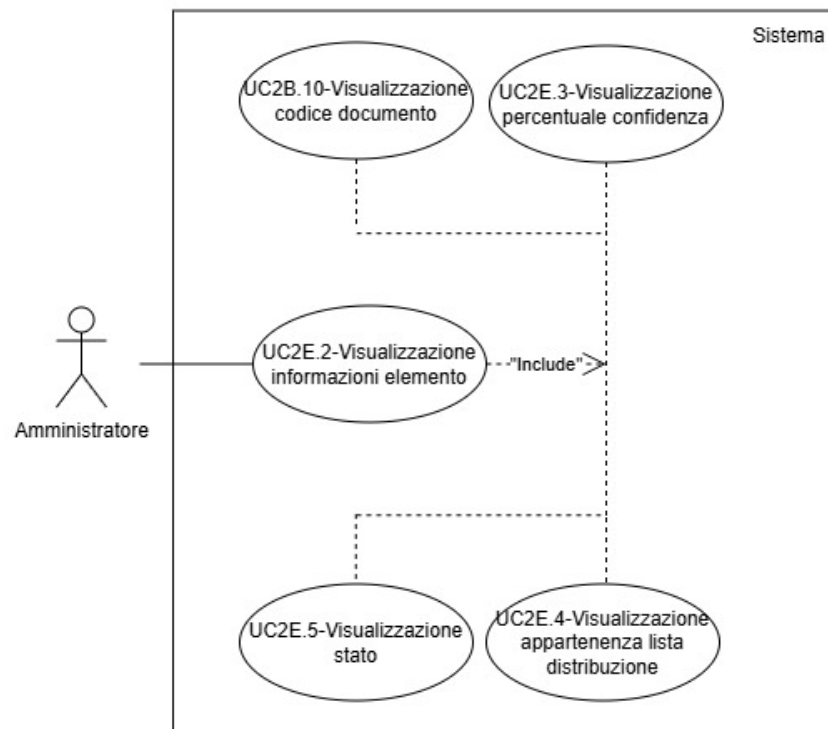 Sistema
UC2B.10-Visualizzazione
codice documento
UC2E.3-Visualizzazione
percentuale confidenza
UC2E.2-Visualizzazione
informazioni elemento
"Include"
Amministratore
UC2E.5-Visualizzazione
stato
UC2E.4-Visualizzazione
appartenenza lista
distribuzione